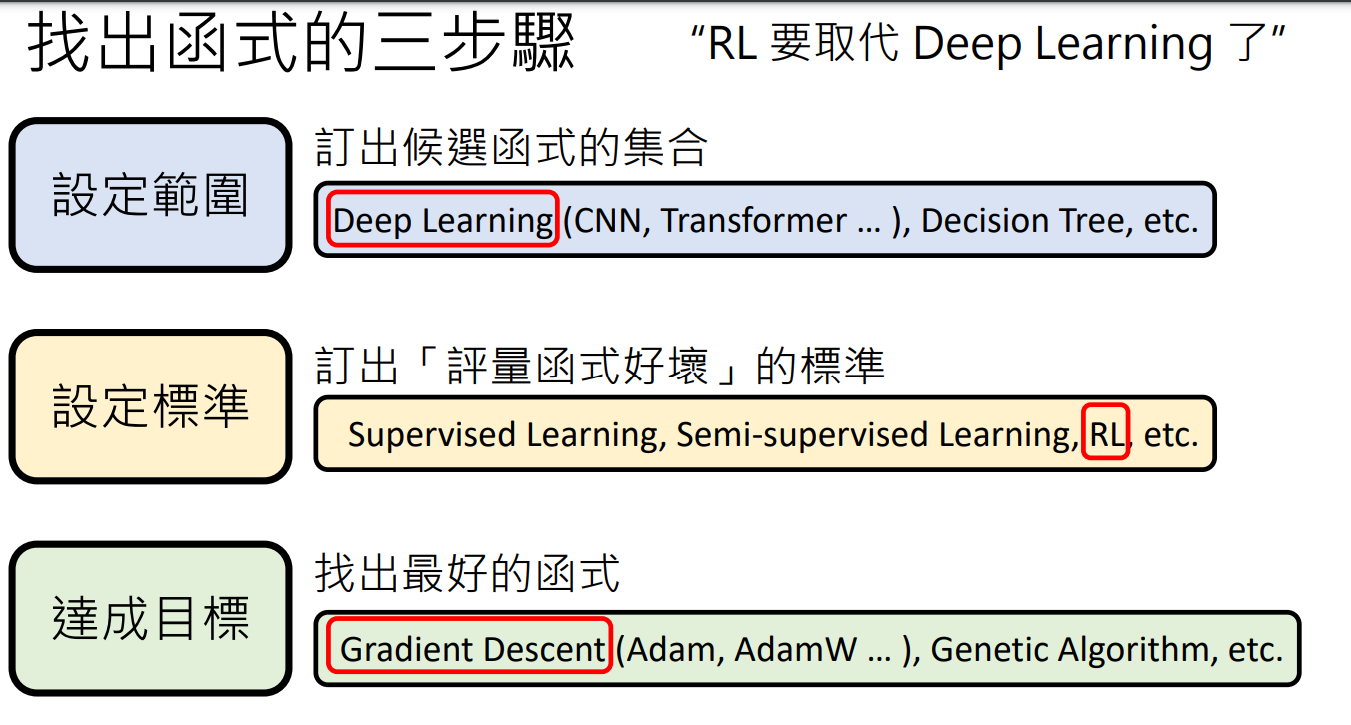 找出函式的三步驟
“RL 要取代 Deep Learning 了”
設定範圍
訂出候選函式的集合
Deep Learning (CNN, Transformer … ), Decision Tree, etc.
設定標準
訂出「評量函式好壞」的標準
Supervised Learning, Semi-supervised Learning, RL, etc.
達成目標
找出最好的函式
Gradient Descent (Adam, AdamW … ), Genetic Algorithm, etc.